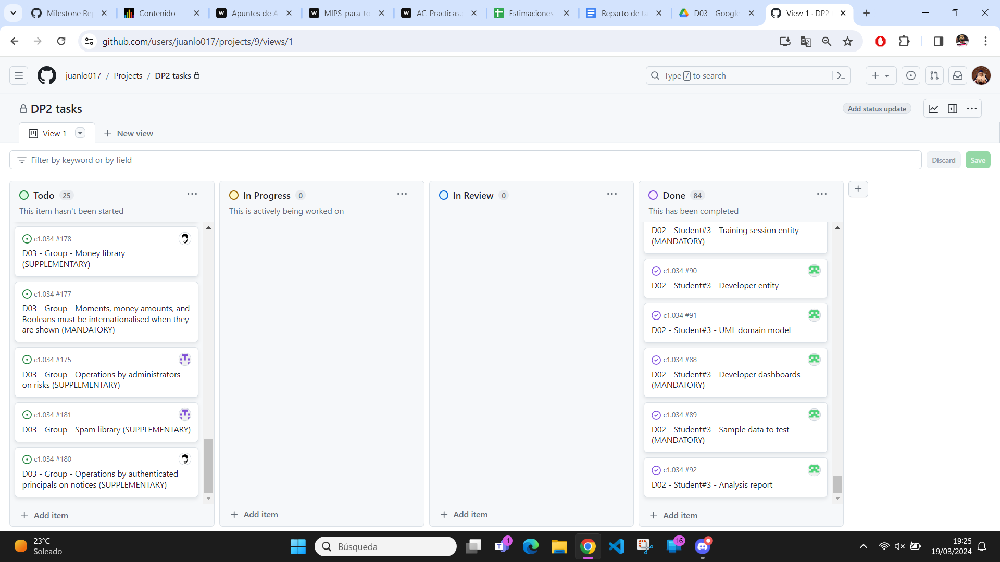 Milestone Re
Contenido
Apuntes de A
MIPS-para-to
AC-Practicas.
Estimaciones
Reparto de ta
D03 - Google
View 1 · DP2
github.com/users/juanlo017/projects/9/views/1
juanlo017 / Projects / DP2 tasks
Type / to search
DP2 tasks
Add status update
View 1
New view
Filter by keyword or by field
Discard
Save
Todo 25
This item hasn't been started
c1.034 #178
D03 - Group - Money library
(SUPPLEMENTARY)
c1.034 #177
D03 - Group - Moments, money amounts, and
Booleans must be internationalised when they
are shown (MANDATORY)
c1.034 #175
D03 - Group - Operations by administrators
on risks (SUPPLEMENTARY)
c1.034 #181
D03 - Group - Spam library (SUPPLEMENTARY)
c1.034 #180
D03 - Group - Operations by authenticated
principals on notices (SUPPLEMENTARY)
Add item
In Progress 0
This is actively being worked on
Add item
In Review 0
Add item
Done 84
This has been completed
D02 - Student#3 - Training session entity
(MANDATORY)
c1.034 #90
D02 - Student#3 - Developer entity
c1.034 #91
D02 - Student#3 - UML domain model
c1.034 #88
D02 - Student#3 - Developer dashboards
(MANDATORY)
c1.034 #89
D02 - Student#3 - Sample data to test
(MANDATORY)
c1.034 #92
D02 - Student#3 - Analysis report
Add item
23°C
Soleado
Búsqueda
1
16
19:25
19/03/2024